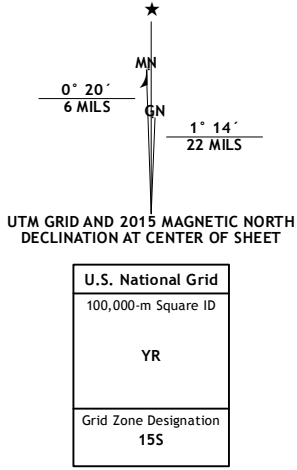 ★
MN
0° 20´
6 MILS
GN
1° 14´
22 MILS
UTM GRID AND 2015 MAGNETIC NORTH
DECLINATION AT CENTER OF SHEET
U.S. National Grid
100,000-m Square ID
YR
Grid Zone Designation
15S